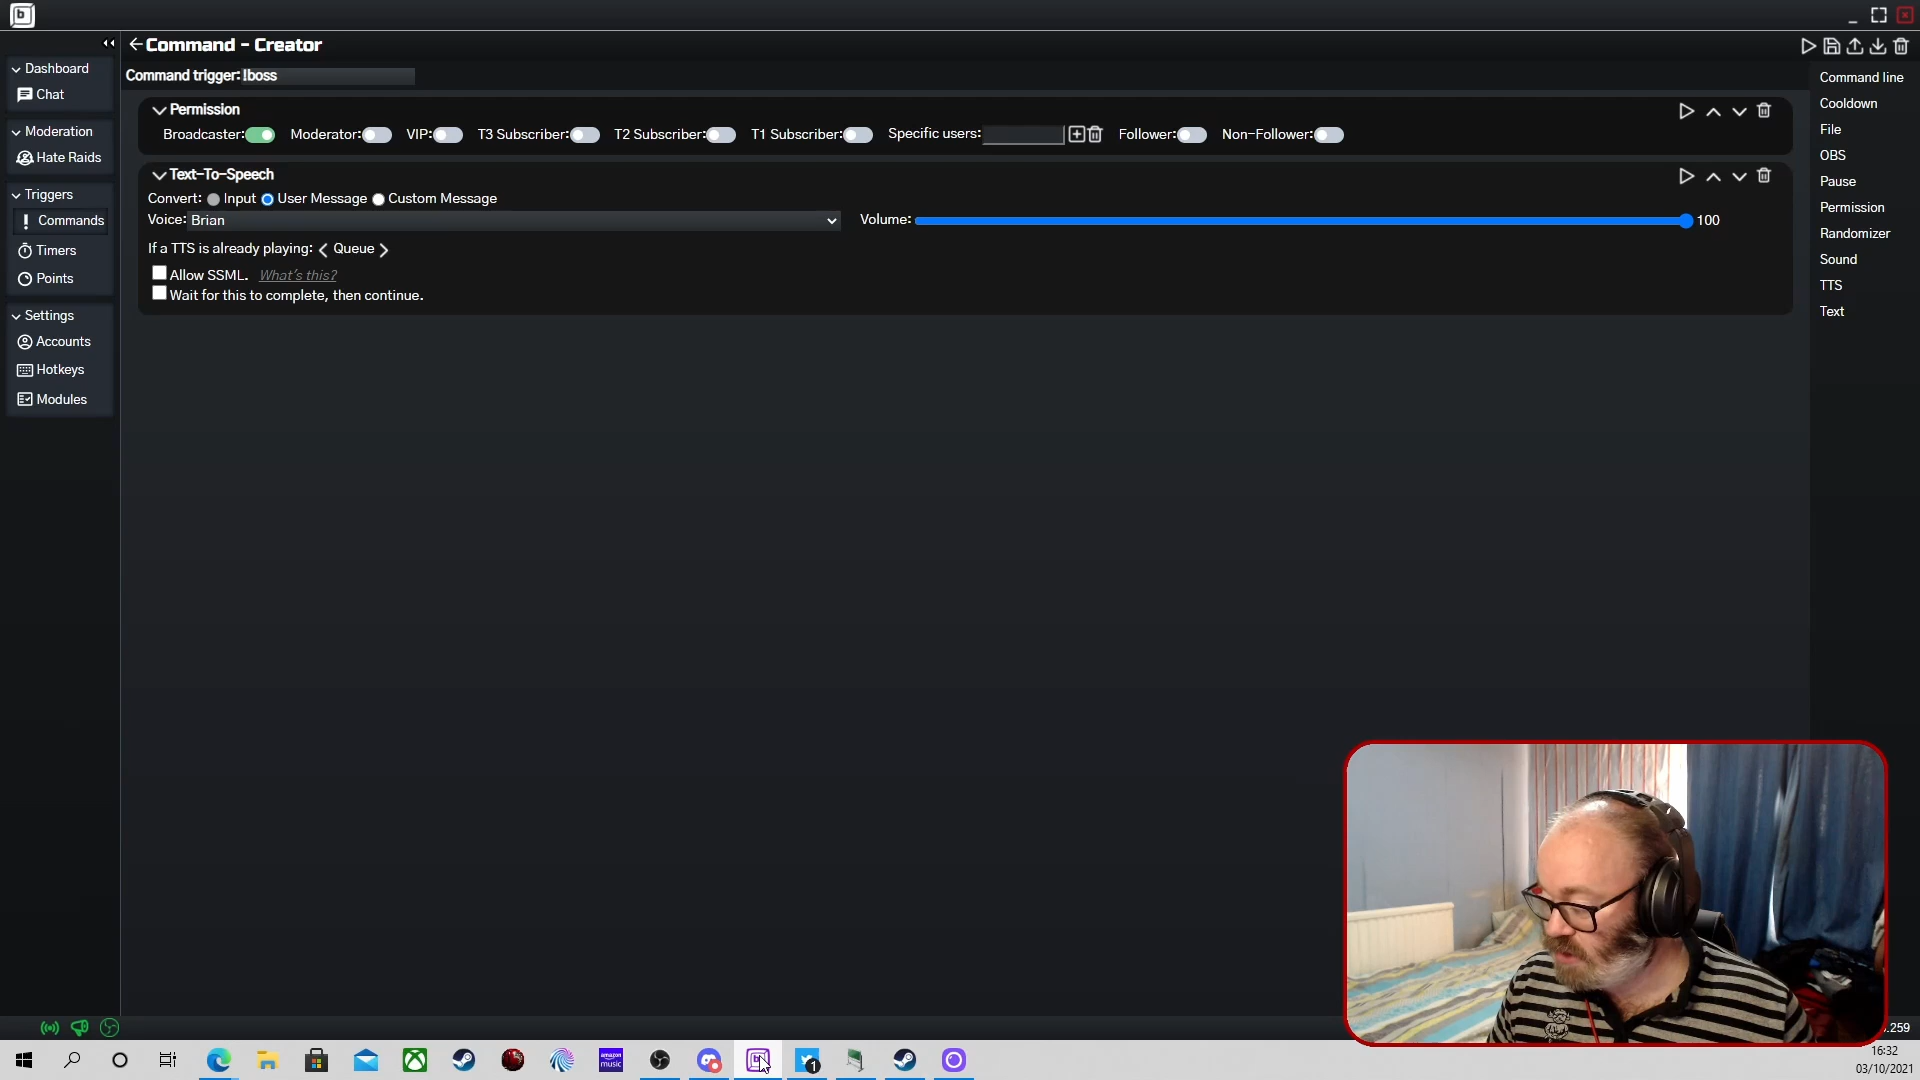 Command - Creator
Command trigger: !boss
Dashboard
Chat
Moderation
Hate Raids
Triggers
! Commands
Timers
Points
Settings
Accounts
Hotkeys
Modules
Permission
Broadcaster: Moderator: VIP: T3 Subscriber: T2 Subscriber: T1 Subscriber: Specific users: Follower: Non-Follower:
Text-To-Speech
Convert: Input User Message Custom Message
Voice: Brian Volume: 100
If a TTS is already playing: < Queue >
Allow SSML. What's this?
Wait for this to complete, then continue.
Command line
Cooldown
File
OBS
Pause
Permission
Randomizer
Sound
TTS
Text
.259
amazon music
1
16:32
03/10/2021